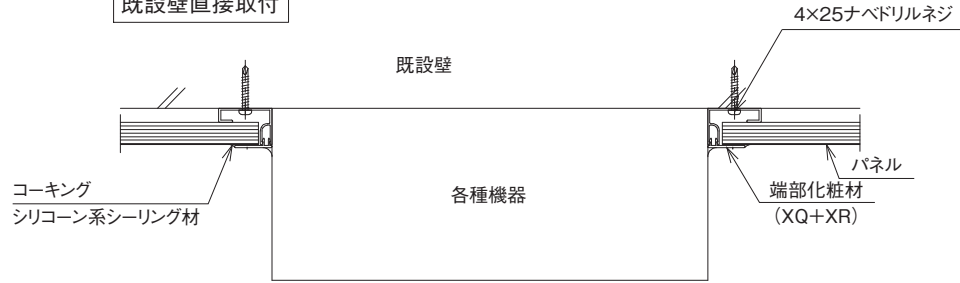 既設壁直接取付
4×25ナベドリルネジ
既設壁
パネル
コーキング
シリコーン系シーリング材
各種機器
端部化粧材
（XQ+XR）